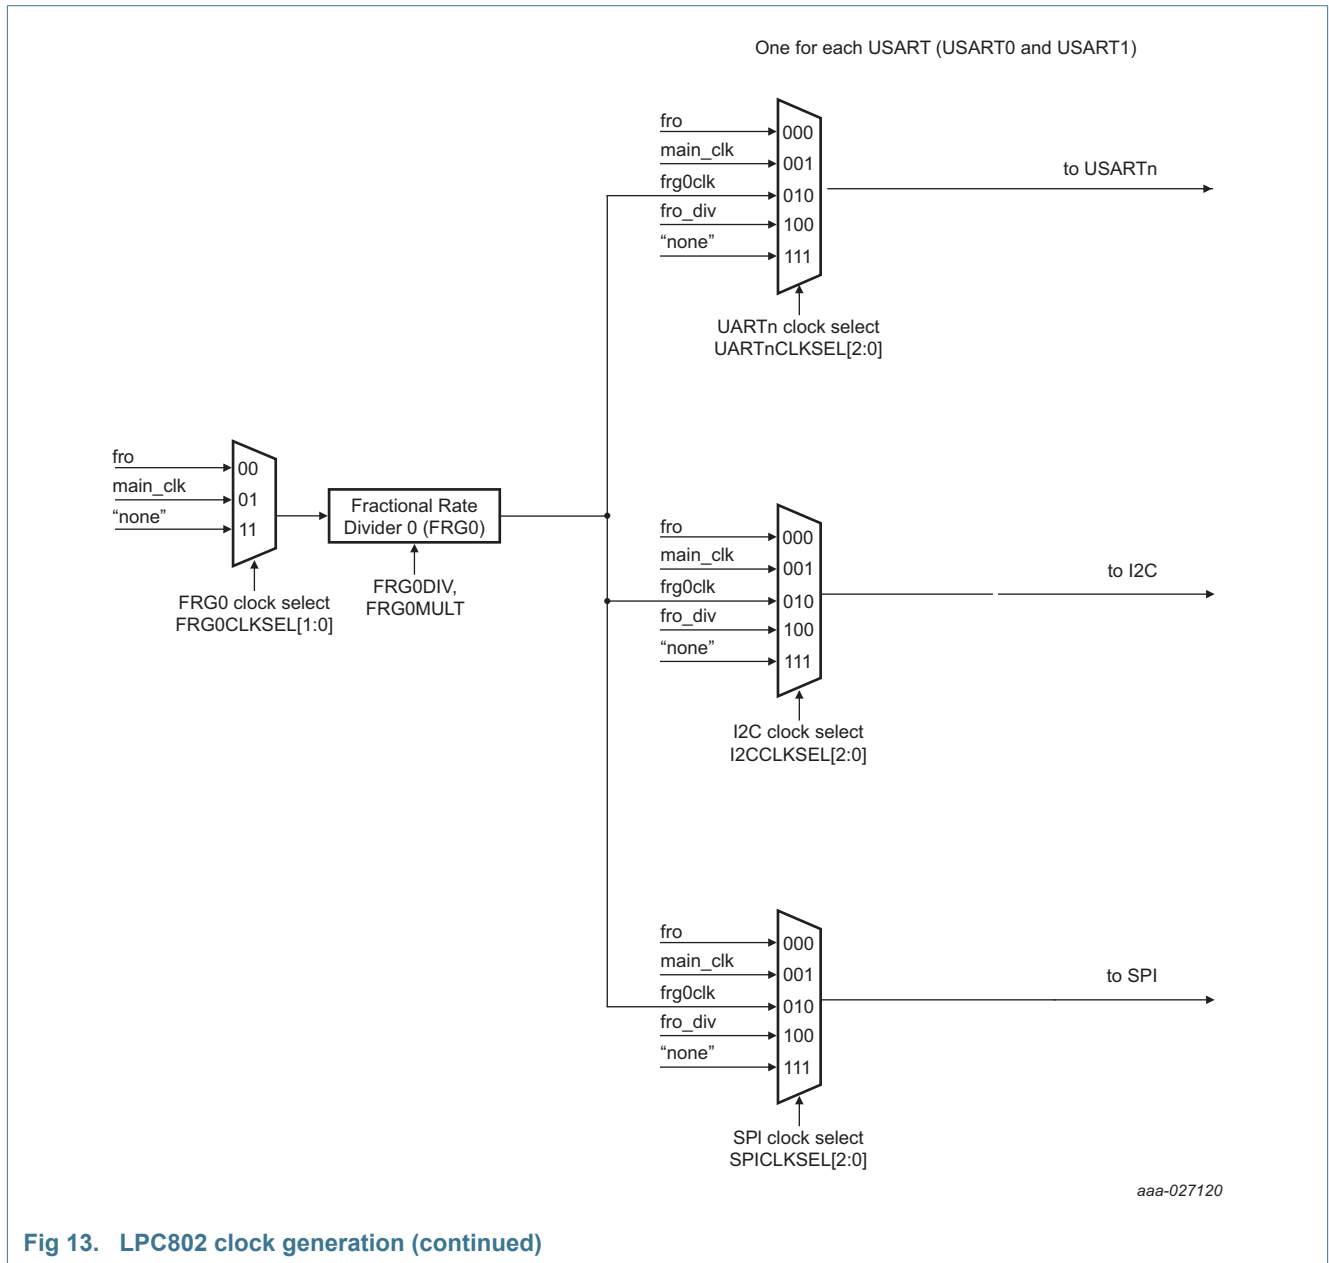 One for each USART (USART0 and USART1)
fro
000
main_clk
001
frg0clk
010
fro_div
100
“none”
111
to USARTn
UARTn clock select
UARTnCLKSEL[2:0]
fro
00
main_clk
01
“none”
11
FRG0 clock select
FRG0CLKSEL[1:0]
Fractional Rate
Divider 0 (FRG0)
FRG0DIV,
FRG0MULT
fro
000
main_clk
001
frg0clk
010
fro_div
100
“none”
111
to I2C
I2C clock select
I2CCLKSEL[2:0]
fro
000
main_clk
001
frg0clk
010
fro_div
100
“none”
111
to SPI
SPI clock select
SPICLKSEL[2:0]
aaa-027120
Fig 13. LPC802 clock generation (continued)